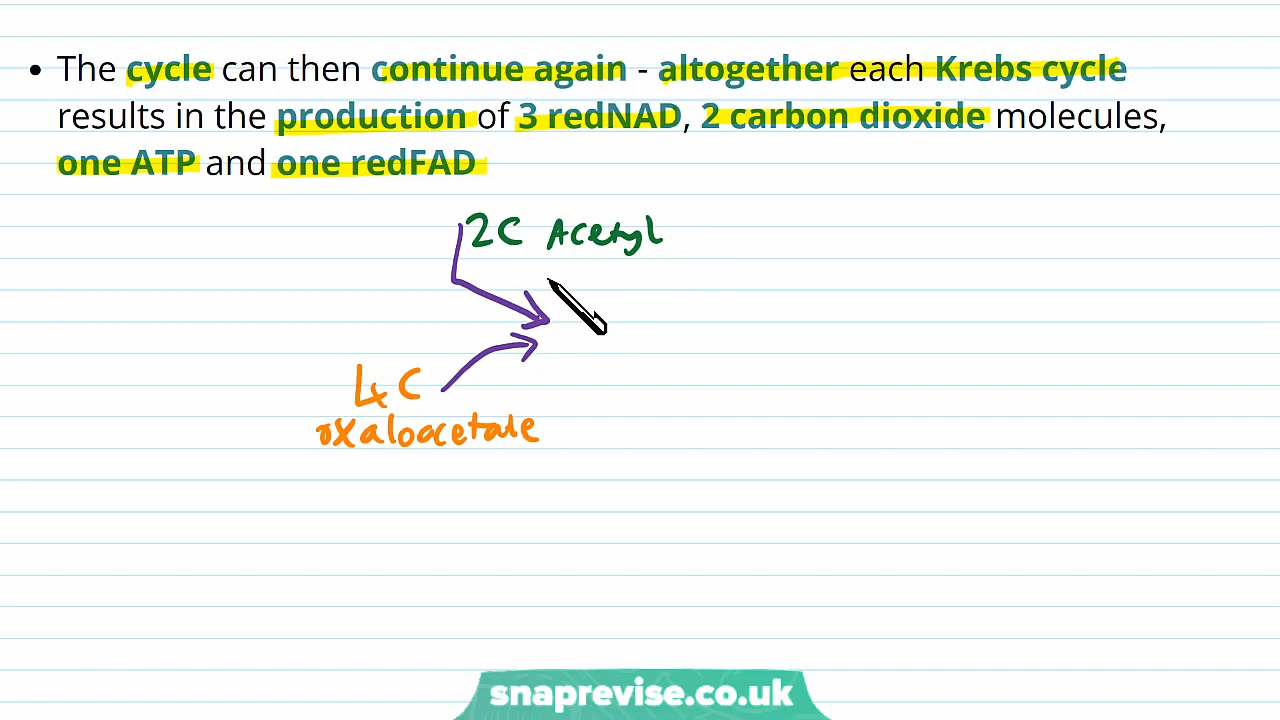 • The cycle can then continue again - altogether each Krebs cycle
results in the production of 3 redNAD, 2 carbon dioxide molecules,
one ATP and one redFAD
2C Acetyl
4C
oxaloacetate
snaprevise.co.uk